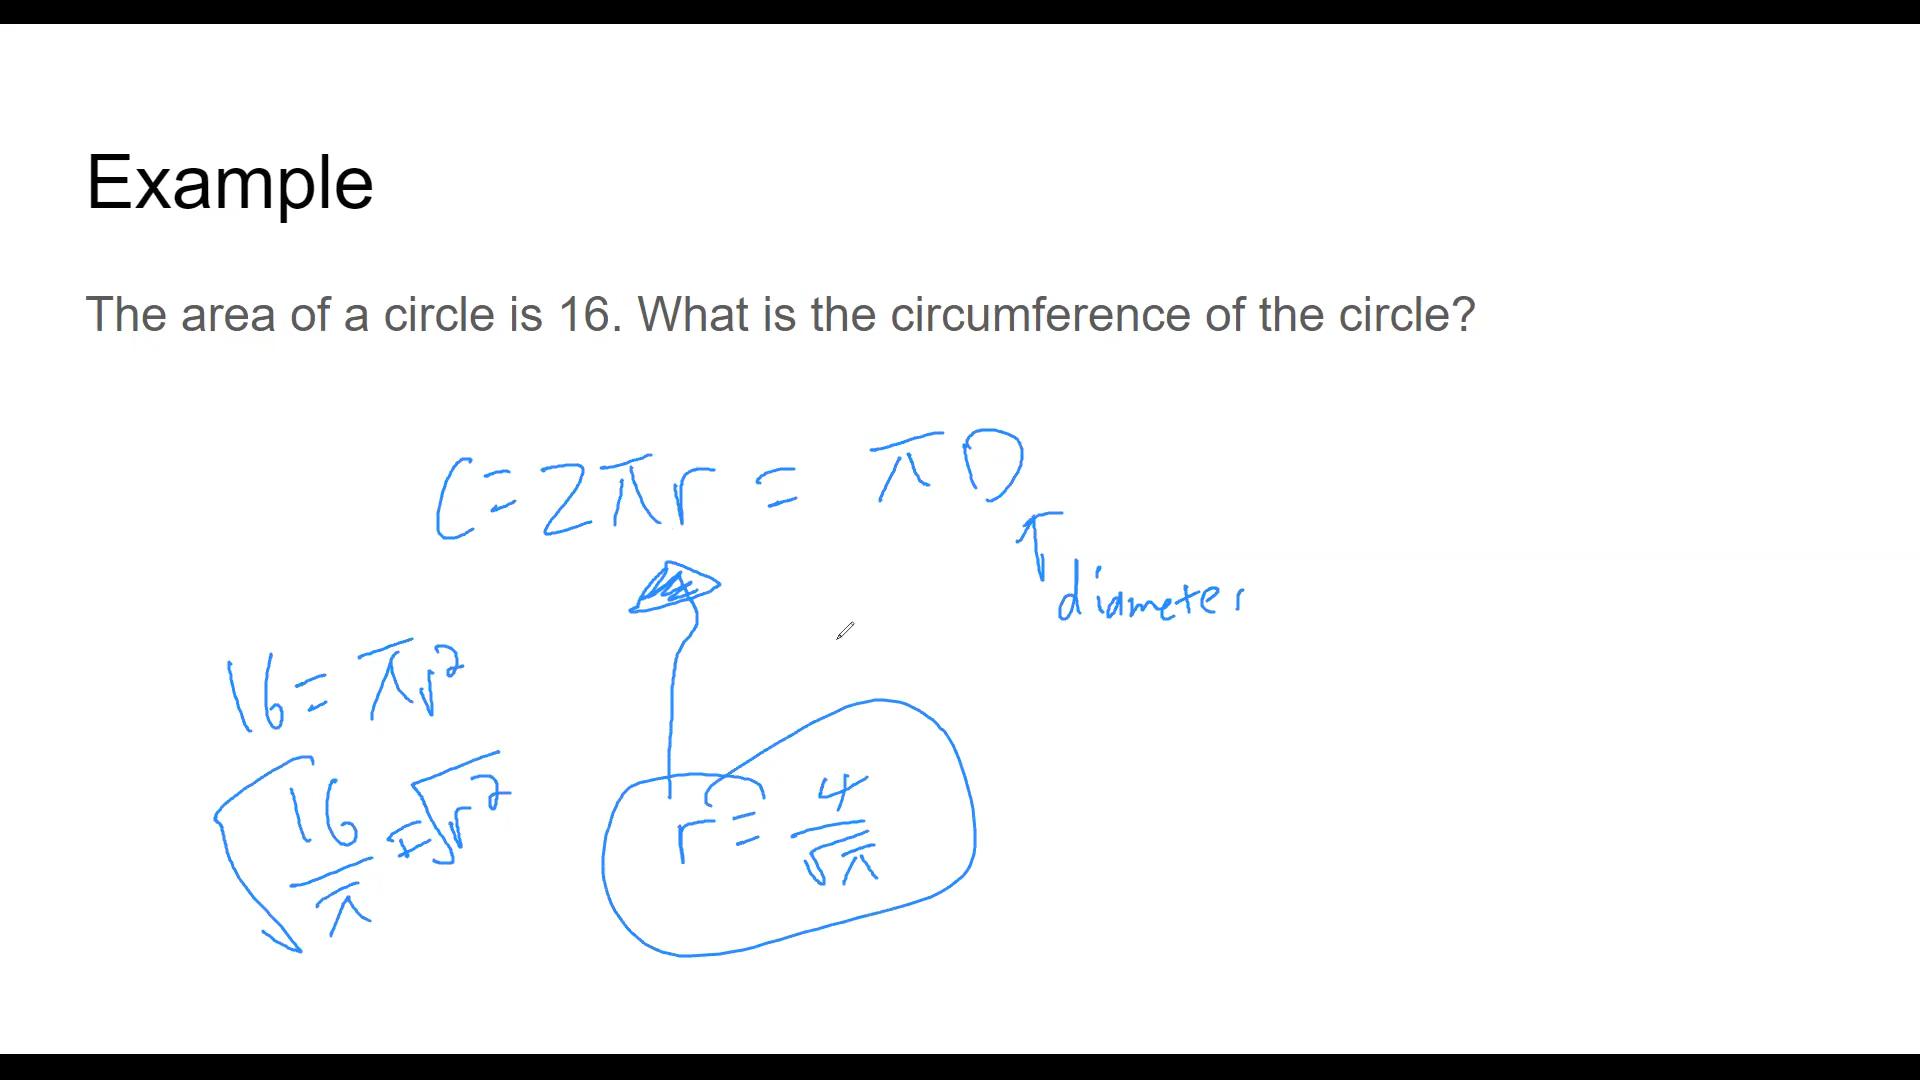 Example
The area of a circle is 16. What is the circumference of the circle?
C = 2πr = πD
diameter
16 = πr²
√(16/π) = √r²
r = 4/√π